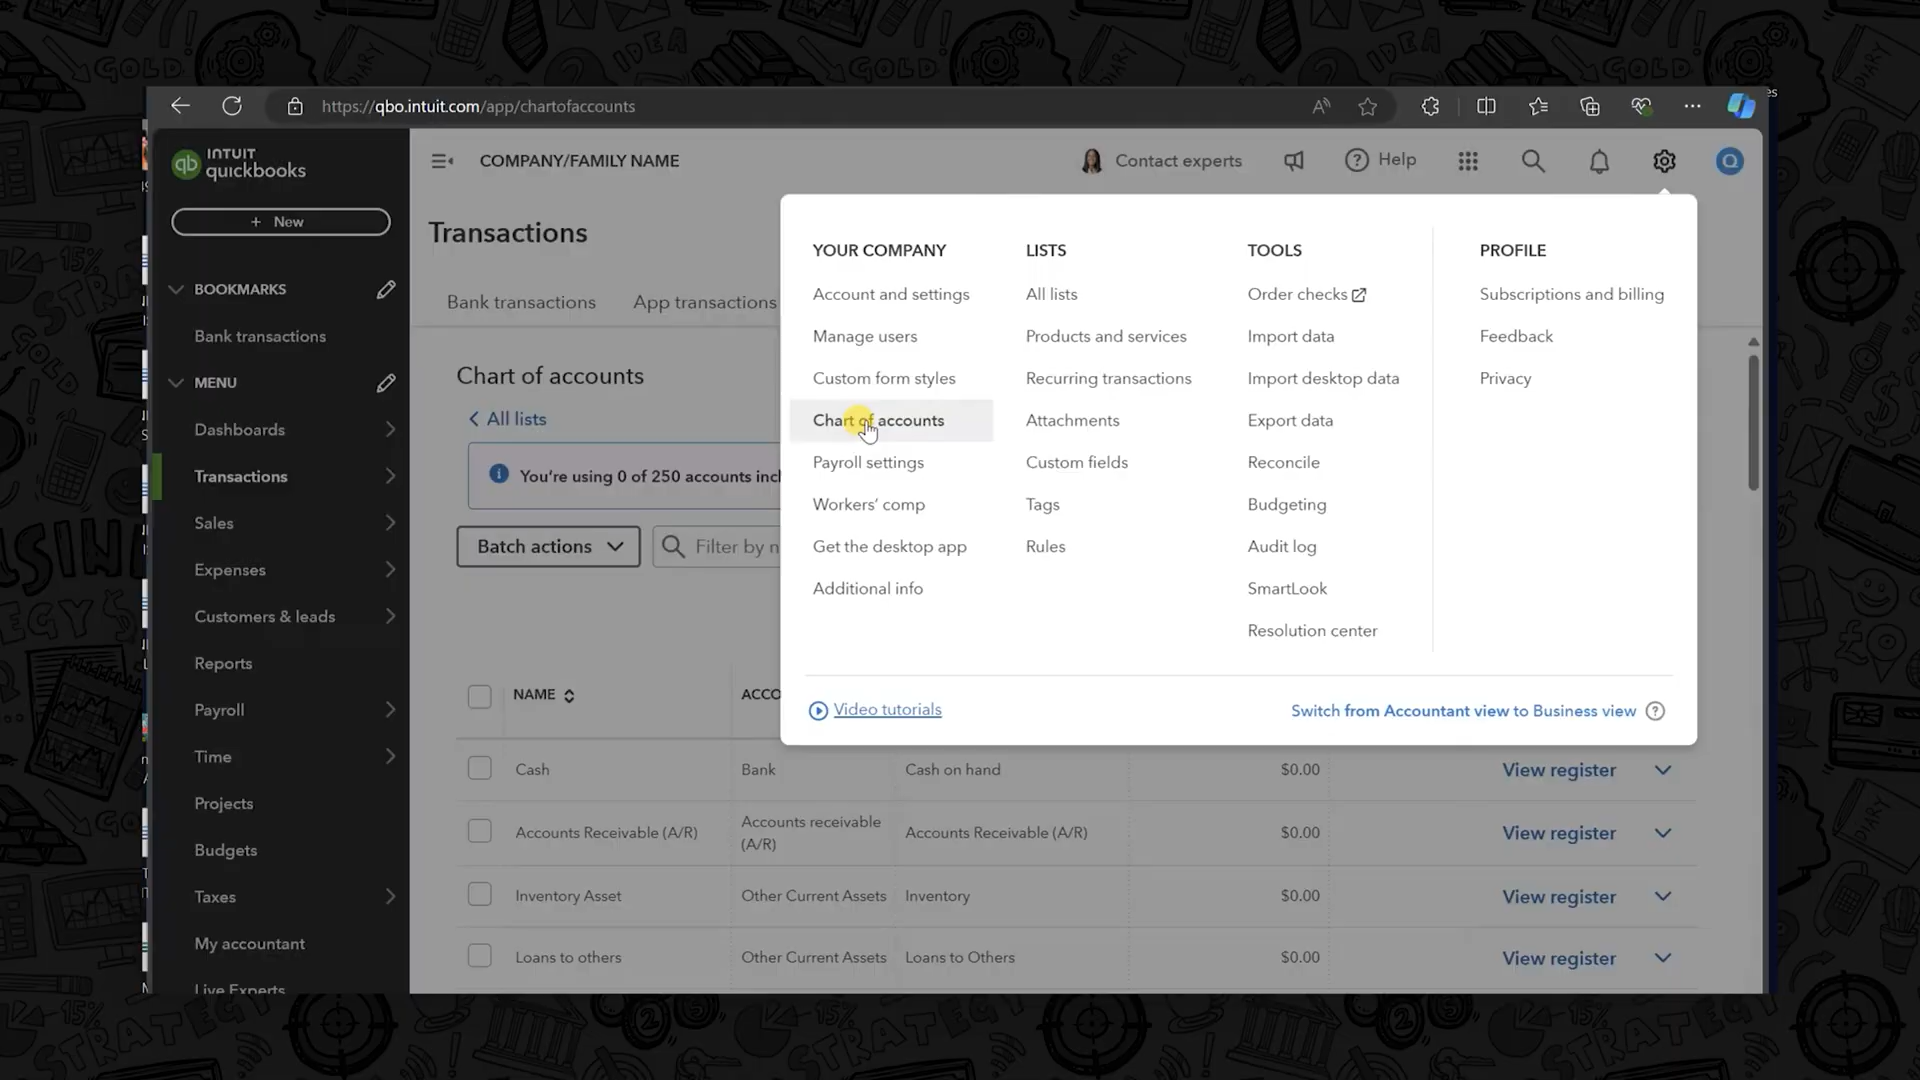 https://qbo.intuit.com/app/chartofaccounts
INTUIT
quickbooks
COMPANY/FAMILY NAME
Contact experts
Help
+ New
Transactions
BOOKMARKS
Bank transactions
MENU
Dashboards
Transactions
Sales
Expenses
Customers & leads
Reports
Payroll
Time
Projects
Budgets
Taxes
My accountant
Live Experts
Bank transactions
App transactions
Chart of accounts
All lists
You're using 0 of 250 accounts incl
Batch actions
Filter by n
YOUR COMPANY
Account and settings
Manage users
Custom form styles
Chart of accounts
Payroll settings
Workers' comp
Get the desktop app
Additional info
LISTS
All lists
Products and services
Recurring transactions
Attachments
Custom fields
Tags
Rules
TOOLS
Order checks
Import data
Import desktop data
Export data
Reconcile
Budgeting
Audit log
SmartLook
Resolution center
PROFILE
Subscriptions and billing
Feedback
Privacy
Video tutorials
Switch from Accountant view to Business view
NAME ACCO
Cash Bank Cash on hand $0.00 View register
Accounts Receivable (A/R) Accounts receivable (A/R) Accounts Receivable (A/R) $0.00 View register
Inventory Asset Other Current Assets Inventory $0.00 View register
Loans to others Other Current Assets Loans to Others $0.00 View register